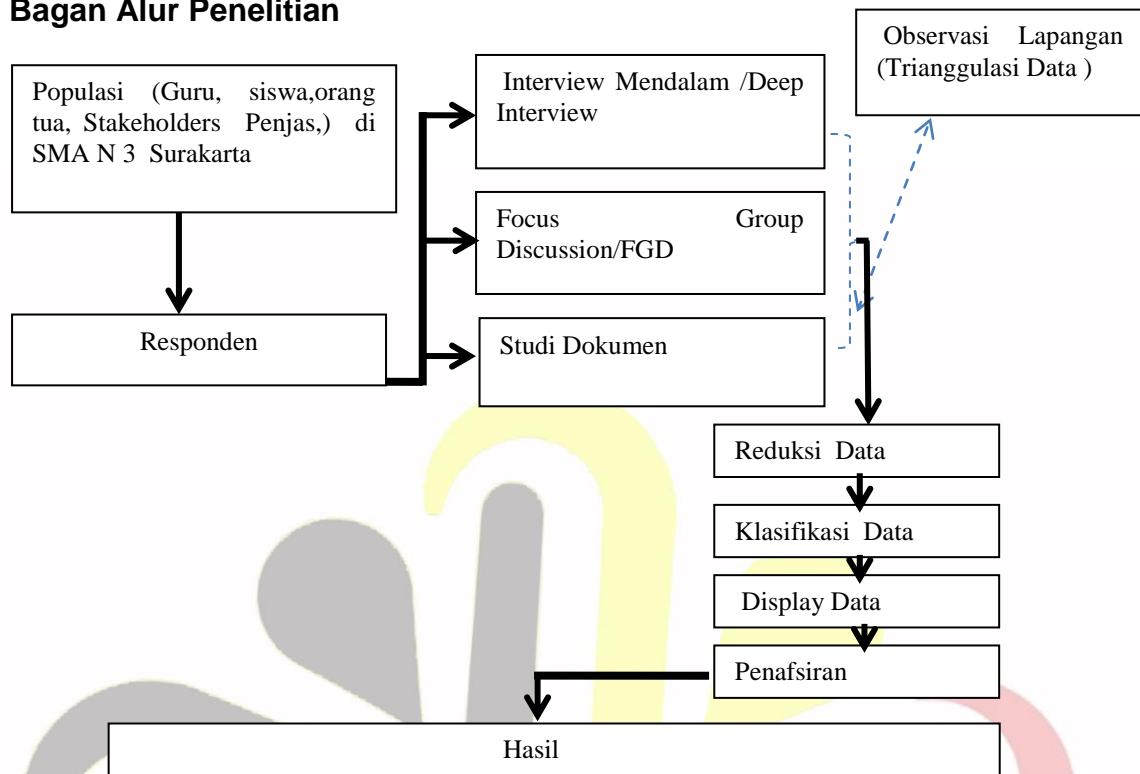 Bagan Alur Penelitian
Populasi (Guru, siswa,orang
tua, Stakeholders Penjas,) di
SMA N 3 Surakarta
Responden
Interview Mendalam /Deep
Interview
Focus Group
Discussion/FGD
Studi Dokumen
Observasi Lapangan
(Trianggulasi Data )
Reduksi Data
Klasifikasi Data
Display Data
Penafsiran
Hasil